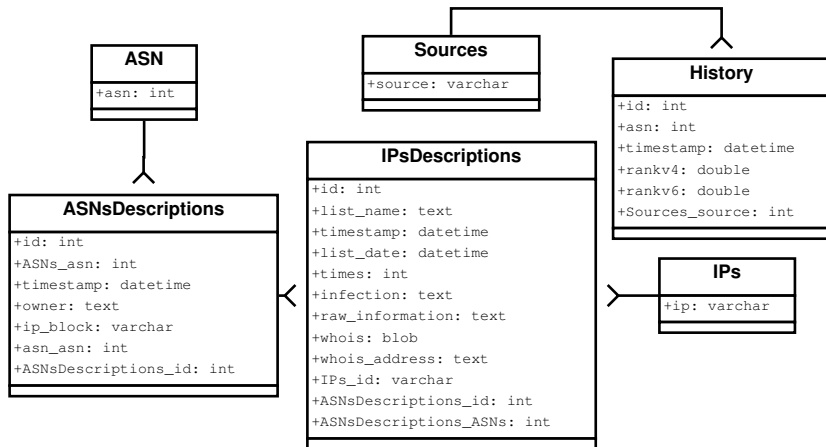 ASN
+asn: int
Sources
+source: varchar
History
+id: int
+asn: int
+timestamp: datetime
+rankv4: double
+rankv6: double
+Sources_source: int
IPsDescriptions
+id: int
+list_name: text
+timestamp: datetime
+list_date: datetime
+times: int
+infection: text
+raw_information: text
+whois: blob
+whois_address: text
+IPs_id: varchar
+ASNsDescriptions_id: int
+ASNsDescriptions_ASNs: int
ASNsDescriptions
+id: int
+ASNs_asn: int
+timestamp: datetime
+owner: text
+ip_block: varchar
+asn_asn: int
+ASNsDescriptions_id: int
IPs
+ip: varchar